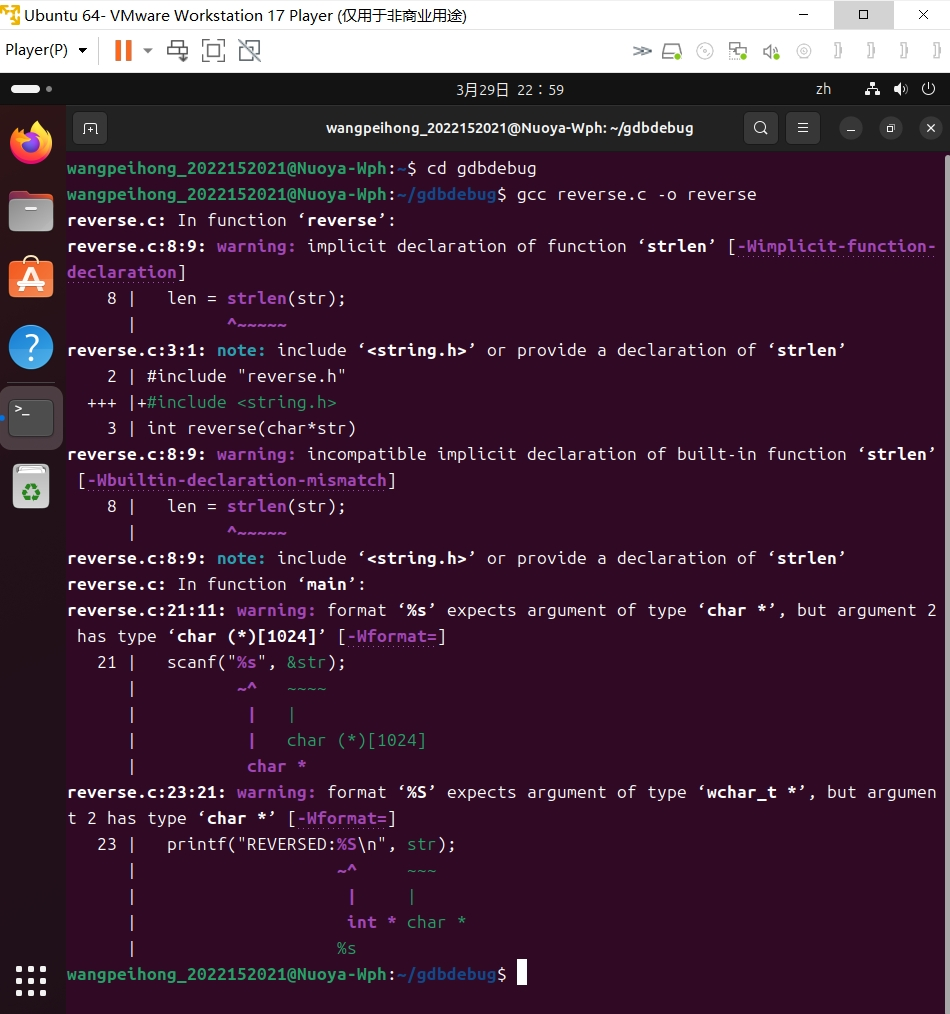 Ubuntu 64- VMware Workstation 17 Player (仅用于非商业用途)
Player(P)
3月29日 22：59
zh
wangpeihong_2022152021@Nuoya-Wph: ~/gdbdebug
wangpeihong_2022152021@Nuoya-Wph:~$ cd gdbdebug
wangpeihong_2022152021@Nuoya-Wph:~/gdbdebug$ gcc reverse.c -o reverse
reverse.c: In function ‘reverse’:
reverse.c:8:9: warning: implicit declaration of function ‘strlen’ [-Wimplicit-function-
declaration]
    8 |   len = strlen(str);
      |         ^~~~~~
reverse.c:3:1: note: include ‘<string.h>’ or provide a declaration of ‘strlen’
    2 | #include "reverse.h"
  +++ |+#include <string.h>
    3 | int reverse(char*str)
reverse.c:8:9: warning: incompatible implicit declaration of built-in function ‘strlen’
 [-Wbuiltin-declaration-mismatch]
    8 |   len = strlen(str);
      |         ^~~~~~
reverse.c:8:9: note: include ‘<string.h>’ or provide a declaration of ‘strlen’
reverse.c: In function ‘main’:
reverse.c:21:11: warning: format ‘%s’ expects argument of type ‘char *’, but argument 2
 has type ‘char (*)[1024]’ [-Wformat=]
   21 |   scanf("%s", &str);
      |          ~^   ~~~~
      |           |   |
      |           |   char (*)[1024]
      |           char *
reverse.c:23:21: warning: format ‘%S’ expects argument of type ‘wchar_t *’, but argumen
t 2 has type ‘char *’ [-Wformat=]
   23 |   printf("REVERSED:%S\n", str);
      |                    ~^     ~~~
      |                     |     |
      |                     int * char *
      |                    %s
wangpeihong_2022152021@Nuoya-Wph:~/gdbdebug$